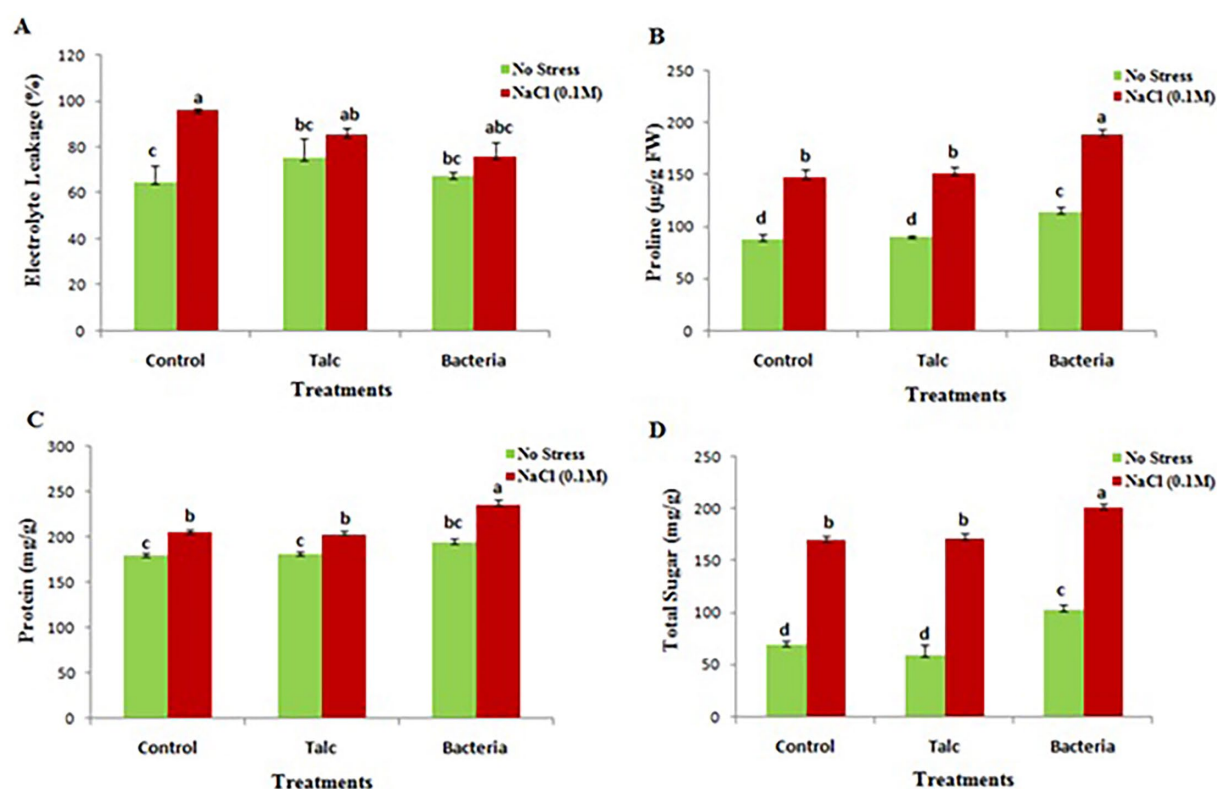 A
Electrolyte Leakage (%)
120
100
80
60
40
20
0
No Stress
NaCl (0.1M)
c
a
bc
ab
bc
abc
Control Talc Bacteria
Treatments
B
Proline (µg/g FW)
250
200
150
100
50
0
No Stress
NaCl (0.1M)
d
b
d
b
c
a
Control Talc Bacteria
Treatments
C
Protein (mg/g)
300
250
200
150
100
50
0
No Stress
NaCl (0.1M)
c
b
c
b
bc
a
Control Talc Bacteria
Treatments
D
Total Sugar (mg/g)
250
200
150
100
50
0
No Stress
NaCl (0.1M)
d
b
d
b
c
a
Control Talc Bacteria
Treatments